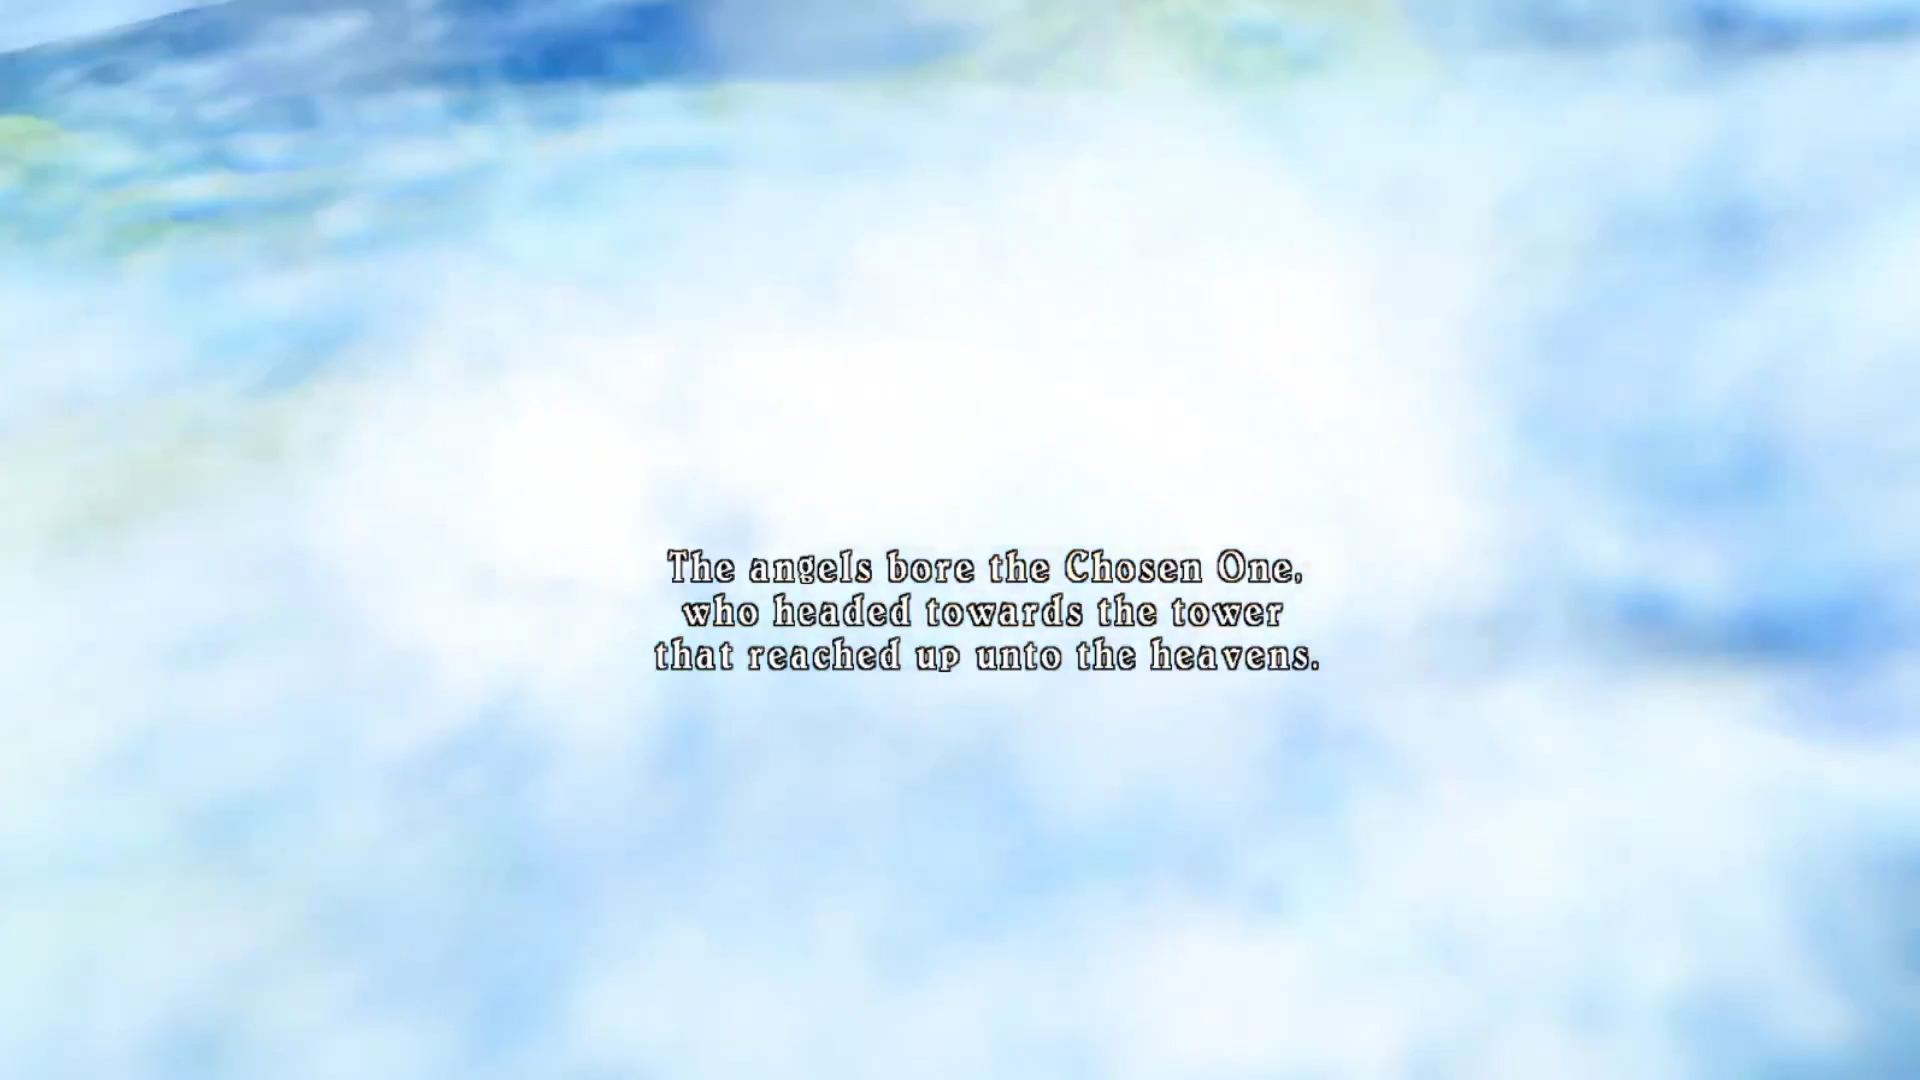 The angels bore the Chosen One,
who headed towards the tower
that reached up unto the heavens.